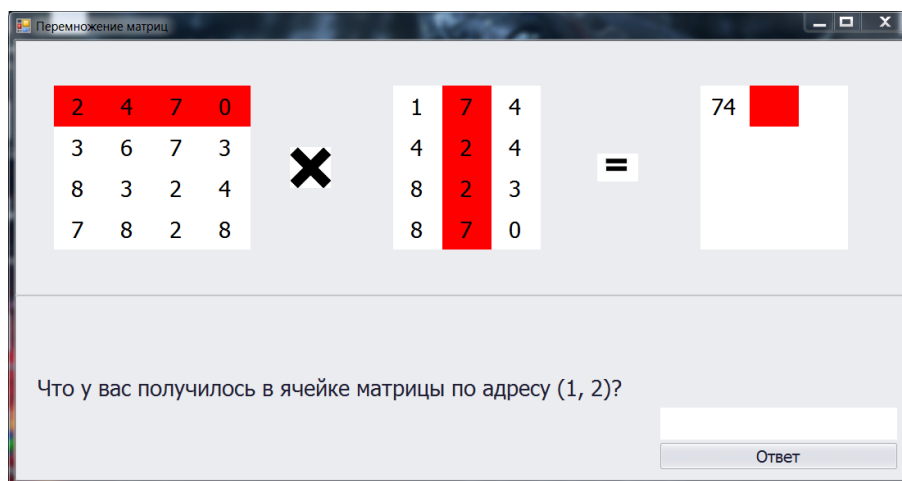 Перемножение матриц
2 4 7 0 1 7 4 74
3 6 7 3 4 2 4
8 3 2 4 8 2 3
7 8 2 8 8 7 0
Что у вас получилось в ячейке матрицы по адресу (1, 2)?
Ответ